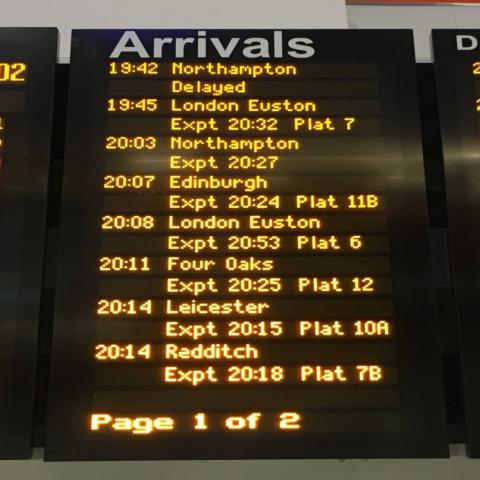 Arrivals
19:42 Northampton
Delayed
19:45 London Euston
Expt 20:32 Plat 7
20:03 Northampton
Expt 20:27
20:07 Edinburgh
Expt 20:24 Plat 11B
20:08 London Euston
Expt 20:53 Plat 6
20:11 Four Oaks
Expt 20:25 Plat 12
20:14 Leicester
Expt 20:15 Plat 10A
20:14 Redditch
Expt 20:18 Plat 7B
Page 1 of 2
02
D